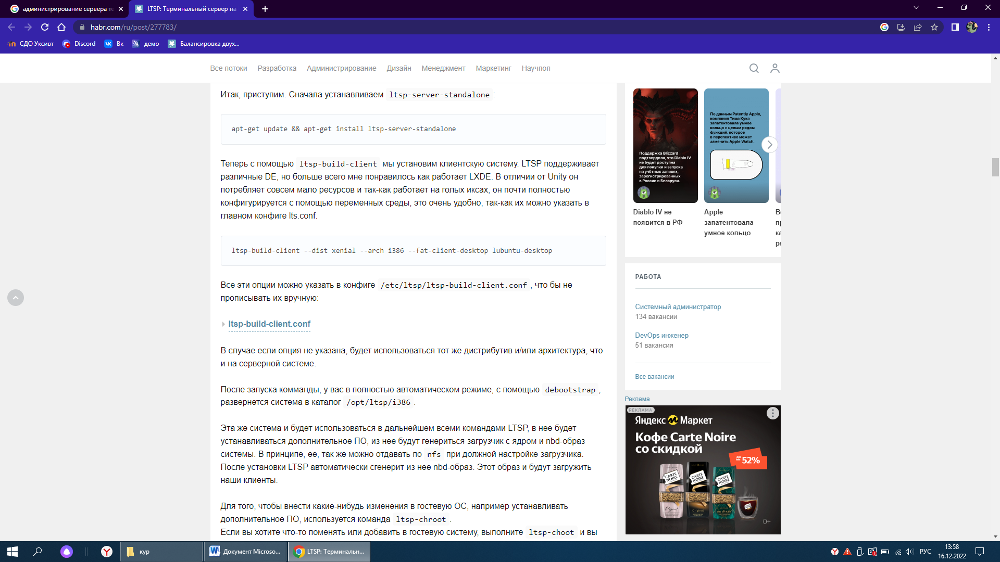 администрирование сервера те
LTSP: Терминальный сервер на
habr.com/ru/post/277783/
СДО Уксивт
Discord
Вк
демо
Балансировка двух...
Все потоки
Разработка
Администрирование
Дизайн
Менеджмент
Маркетинг
Научпоп
Итак, приступим. Сначала устанавливаем ltsp-server-standalone :
apt-get update && apt-get install ltsp-server-standalone
Теперь с помощью ltsp-build-client мы установим клиентскую систему. LTSP поддерживает
различные DE, но больше всего мне понравилось как работает LXDE. В отличии от Unity он
потребляет совсем мало ресурсов и так-как работает на голых иксах, он почти полностью
конфигурируется с помощью переменных среды, это очень удобно, так-как их можно указать в
главном конфиге lts.conf.
ltsp-build-client --dist xenial --arch i386 --fat-client-desktop lubuntu-desktop
Все эти опции можно указать в конфиге /etc/ltsp/ltsp-build-client.conf , что бы не
прописывать их вручную:
ltsp-build-client.conf
В случае если опция не указана, будет использоваться тот же дистрибутив и/или архитектура, что
и на серверной системе.
После запуска комманды, у вас в полностью автоматическом режиме, с помощью debootstrap ,
развернется система в каталог /opt/ltsp/i386 .
Эта же система и будет использоваться в дальнейшем всеми командами LTSP, в нее будет
устанавливаться дополнительное ПО, из нее будут генериться загрузчик с ядром и nbd-образ
системы. В принципе, ее, так же можно отдавать по nfs при должной настройке загрузчика.
После установки LTSP автоматически сгенерит из нее nbd-образ. Этот образ и будут загружить
наши клиенты.
Для того, чтобы внести какие-нибудь изменения в гостевую ОС, например устанавливать
дополнительное ПО, используется команда ltsp-chroot .
Если вы хотите что-то поменять или добавить в гостевую систему, выполните ltsp-choot и вы
Поддержка Blizzard
подтвердила, что Diablo IV
не будет доступна
для покупки и запуска
на учётных записях,
зарегистрированных
в России и Беларуси.
Diablo IV не
появится в РФ
По данным Patently Apple,
компания Тима Кука
запатентовала умное
кольцо с целым рядом
функций, которое
в перспективе может
заменить Apple Watch.
Apple
запатентовала
умное кольцо
РАБОТА
Системный администратор
134 вакансии
DevOps инженер
51 вакансия
Все вакансии
Реклама
РЕКЛАМА
Яндекс Маркет
Кофе Carte Noire
со скидкой
до
52%
CARTE NOIRE
CARTE NOIRE
CARTE NOIRE
Original
0+
кур
Документ Microso...
LTSP: Терминальн...
РУС
13:58
16.12.2022